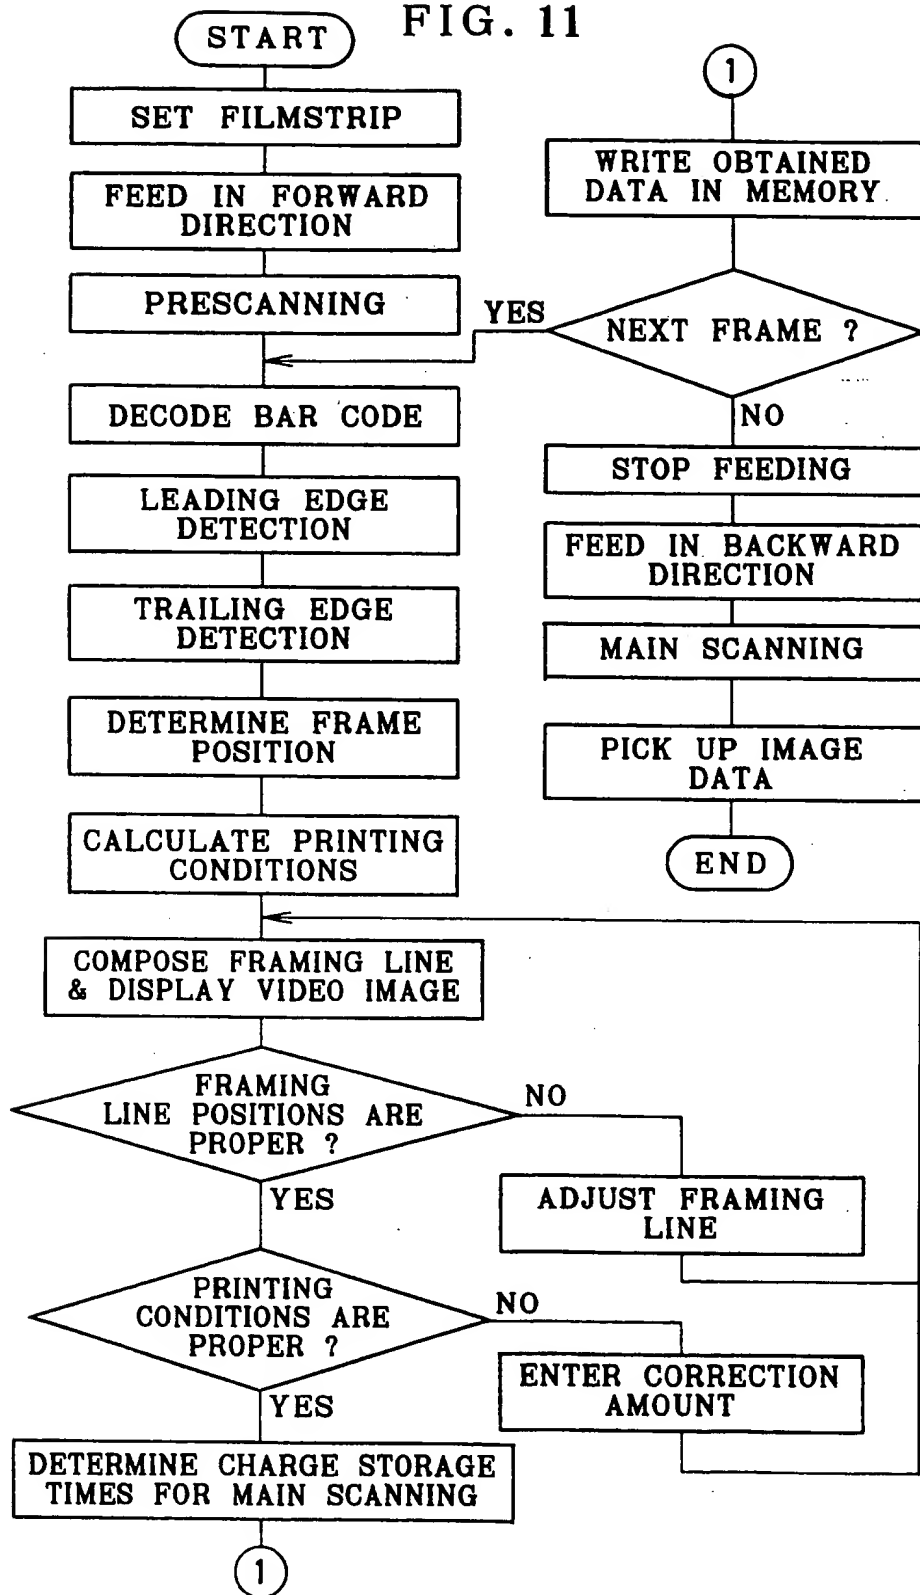 FIG. 11
START
SET FILMSTRIP
FEED IN FORWARD
DIRECTION
PRESCANNING
DECODE BAR CODE
LEADING EDGE
DETECTION
TRAILING EDGE
DETECTION
DETERMINE FRAME
POSITION
CALCULATE PRINTING
CONDITIONS
COMPOSE FRAMING LINE
& DISPLAY VIDEO IMAGE
FRAMING
LINE POSITIONS ARE
PROPER ?
NO
YES
ADJUST FRAMING
LINE
PRINTING
CONDITIONS ARE
PROPER ?
NO
YES
ENTER CORRECTION
AMOUNT
DETERMINE CHARGE STORAGE
TIMES FOR MAIN SCANNING
1
1
WRITE OBTAINED
DATA IN MEMORY
NEXT FRAME ?
YES
NO
STOP FEEDING
FEED IN BACKWARD
DIRECTION
MAIN SCANNING
PICK UP IMAGE
DATA
END